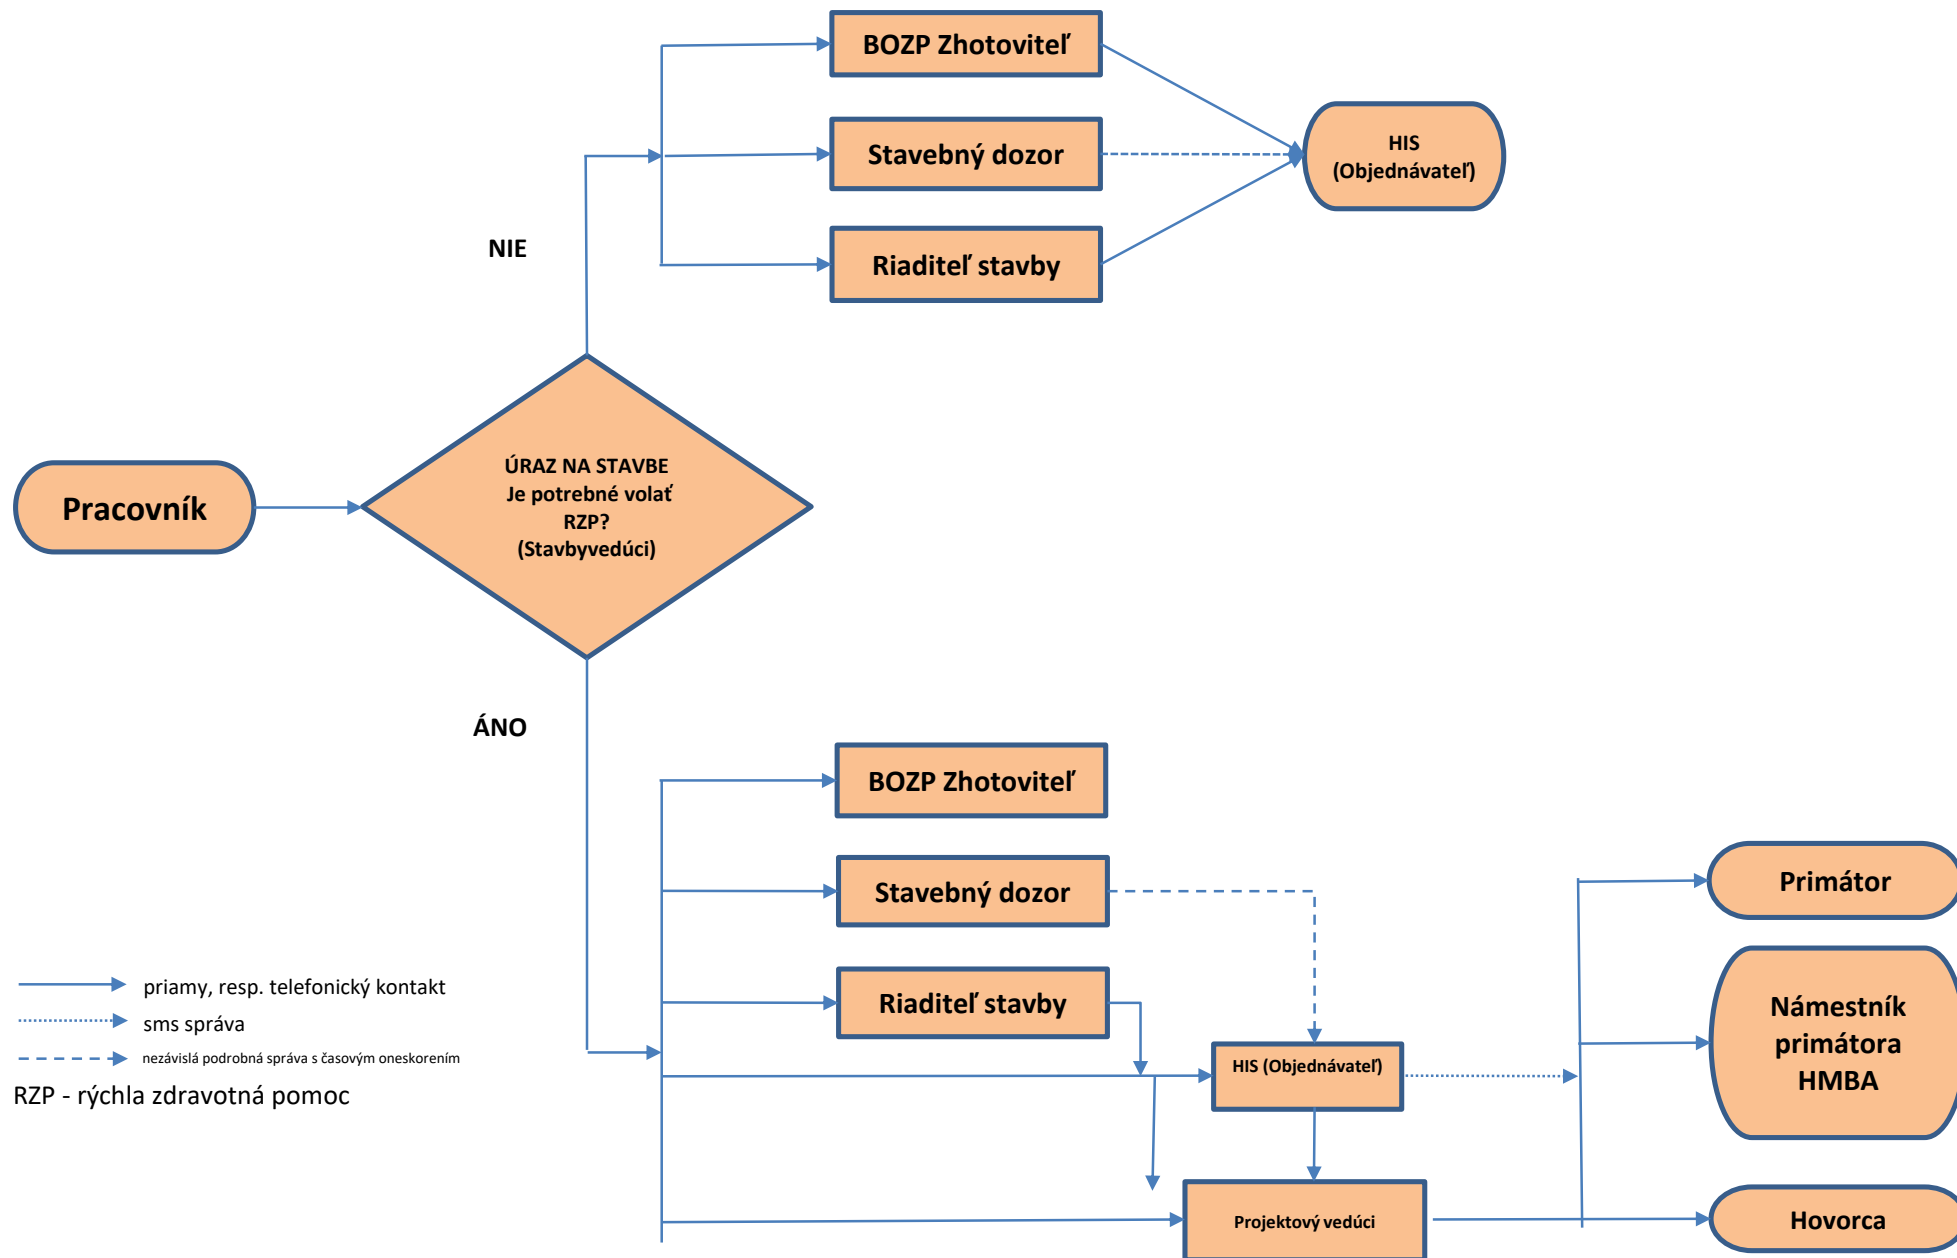 BOZP Zhotoviteľ
Stavebný dozor
Riaditeľ stavby
HIS
(Objednávateľ)
NIE
Pracovník
ÚRAZ NA STAVBE
Je potrebné volať
RZP?
(Stavbyvedúci)
ÁNO
BOZP Zhotoviteľ
Stavebný dozor
Riaditeľ stavby
HIS (Objednávateľ)
Projektový vedúci
Primátor
Námestník
primátora
HMBA
Hovorca
priamy, resp. telefonický kontakt
sms správa
nezávislá podrobná správa s časovým oneskorením
RZP - rýchla zdravotná pomoc